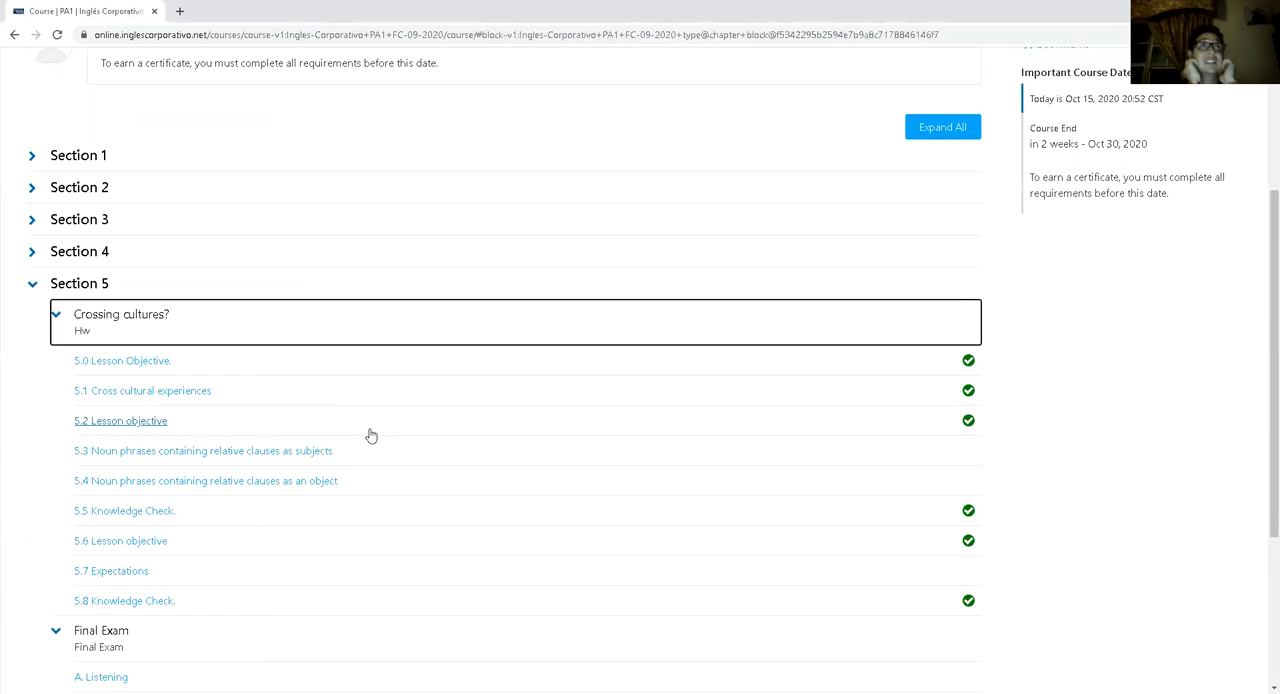 Course | PA1 | Inglés Corporativo
online.inglescorporativo.net/courses/course-v1:Ingles-Corporativo+PA1+FC-09-2020/course/#block-v1:Ingles-Corporativo+PA1+FC-09-2020+type@chapter+block@f5342295b2594e7b9a8c7178846146f7
To earn a certificate, you must complete all requirements before this date.
Bookmarks
Important Course Date
Today is Oct 15, 2020 20:52 CST
Course End
in 2 weeks - Oct 30, 2020
To earn a certificate, you must complete all
requirements before this date.
Expand All
Section 1
Section 2
Section 3
Section 4
Section 5
Crossing cultures?
Hw
5.0 Lesson Objective.
5.1 Cross cultural experiences
5.2 Lesson objective
5.3 Noun phrases containing relative clauses as subjects
5.4 Noun phrases containing relative clauses as an object
5.5 Knowledge Check.
5.6 Lesson objective
5.7 Expectations
5.8 Knowledge Check.
Final Exam
Final Exam
A. Listening